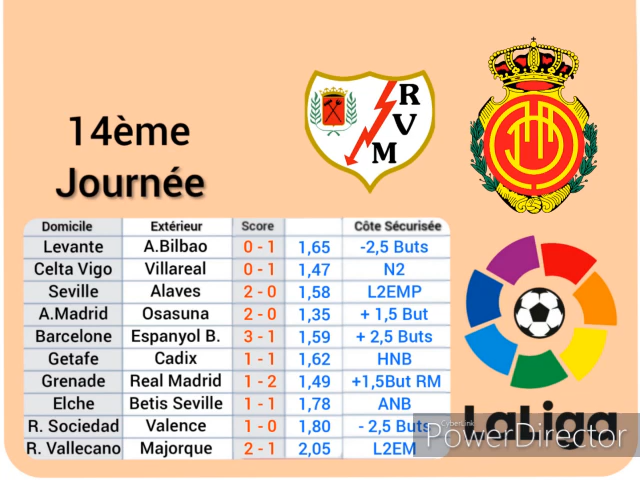 14ème
Journée
RVM
Domicile Extérieur Score Côte Sécurisée
Levante A.Bilbao 0 - 1 1,65 -2,5 Buts
Celta Vigo Villareal 0 - 1 1,47 N2
Seville Alaves 2 - 0 1,58 L2EMP
A.Madrid Osasuna 2 - 0 1,35 + 1,5 But
Barcelone Espanyol B. 3 - 1 1,59 + 2,5 Buts
Getafe Cadix 1 - 1 1,62 HNB
Grenade Real Madrid 1 - 2 1,49 +1,5But RM
Elche Betis Seville 1 - 1 1,78 ANB
R. Sociedad Valence 1 - 0 1,80 - 2,5 Buts
R. Vallecano Majorque 2 - 1 2,05 L2EM
LaLiga
CyberLink
PowerDirector